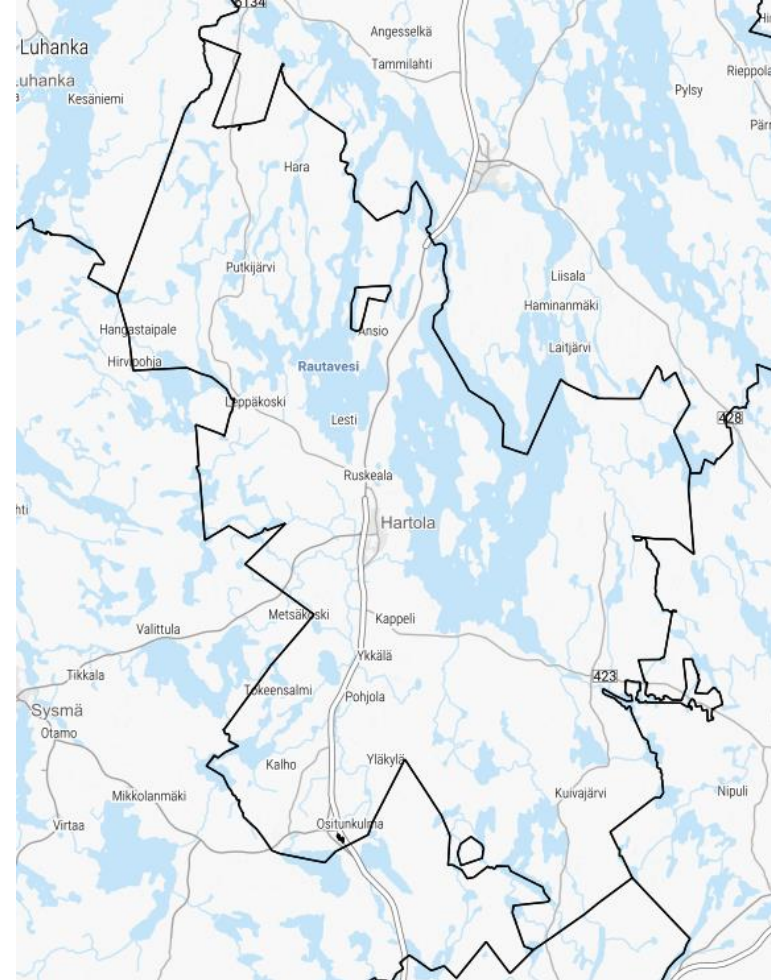 6134
Angesselkä
Luhanka
Tammilahti
Rieppola
Luhanka
Kesäniemi
Pylsy
Hara
Putkijärvi
Liisala
Haminanmäki
Hangastaipale
Ansio
Laitjärvi
Hirvipohja
Rautavesi
Leppäkoski
Lesti
428
Ruskeala
Hartola
Metsäkoski
Kappeli
Valittula
Ykkälä
Tikkala
423
Tokeensalmi
Pohjola
Sysmä
Otamo
Kalho
Yläkylä
Mikkolanmäki
Kuivajärvi
Nipuli
Virtaa
Ositunkulma